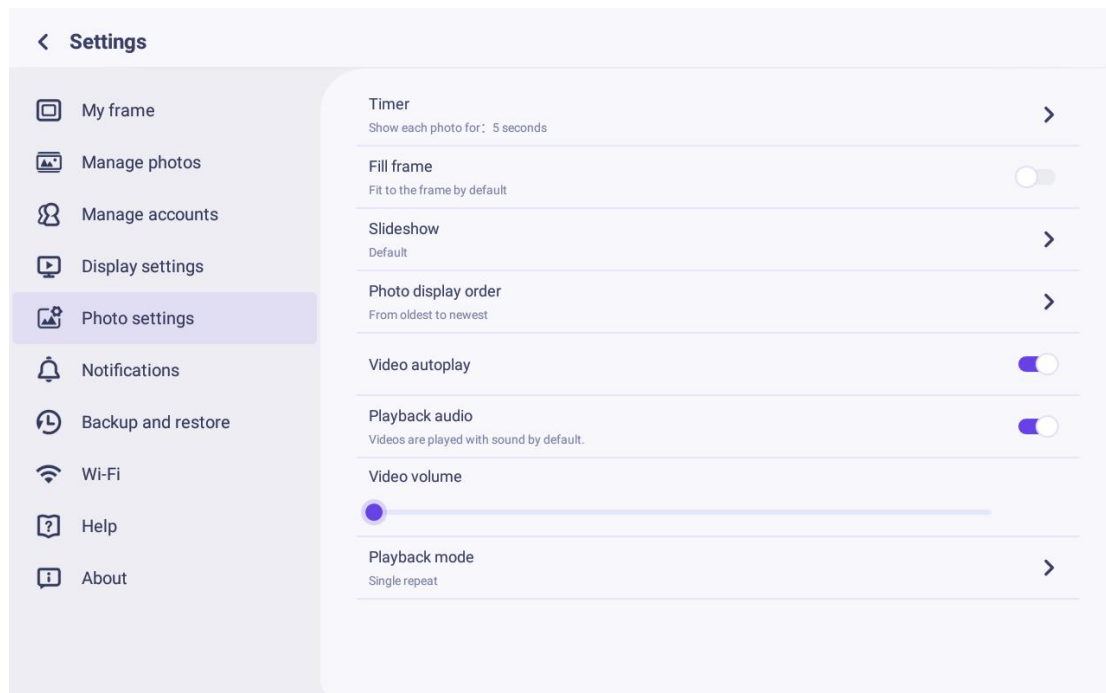 Settings
My frame
Manage photos
Manage accounts
Display settings
Photo settings
Notifications
Backup and restore
Wi-Fi
Help
About
Timer
Show each photo for： 5 seconds
Fill frame
Fit to the frame by default
Slideshow
Default
Photo display order
From oldest to newest
Video autoplay
Playback audio
Videos are played with sound by default.
Video volume
Playback mode
Single repeat